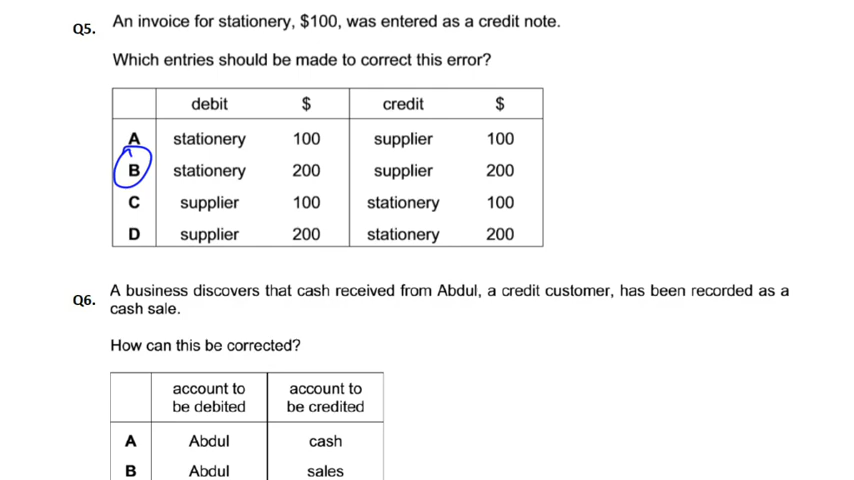 Q5. An invoice for stationery, $100, was entered as a credit note.
Which entries should be made to correct this error?
debit $ credit $
A stationery 100 supplier 100
B stationery 200 supplier 200
C supplier 100 stationery 100
D supplier 200 stationery 200
Q6. A business discovers that cash received from Abdul, a credit customer, has been recorded as a
cash sale.
How can this be corrected?
account to account to
be debited be credited
A Abdul cash
B Abdul sales